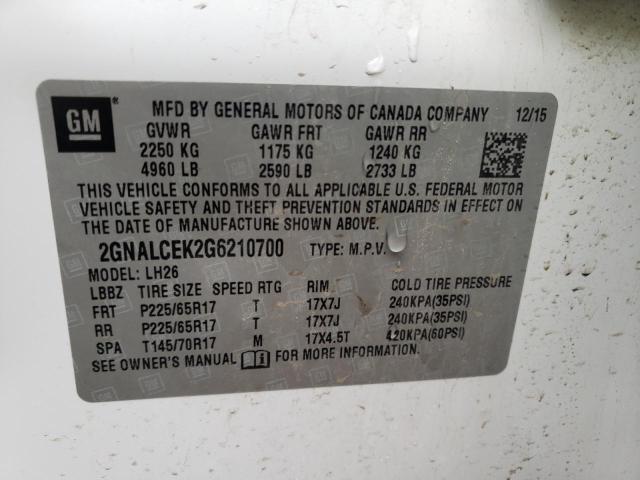 GM ® MFD BY GENERAL MOTORS OF CANADA COMPANY 12/15
GVWR GAWR FRT GAWR RR
2250 KG 1175 KG 1240 KG
4960 LB 2590 LB 2733 LB
THIS VEHICLE CONFORMS TO ALL APPLICABLE U.S. FEDERAL MOTOR
VEHICLE SAFETY AND THEFT PREVENTION STANDARDS IN EFFECT ON
THE DATE OF MANUFACTURE SHOWN ABOVE.
2GNALCEK2G6210700 TYPE: M.P.V.
MODEL: LH26
LBBZ TIRE SIZE SPEED RTG RIM COLD TIRE PRESSURE
FRT P225/65R17 T 17X7J 240KPA(35PSI)
RR P225/65R17 T 17X7J 240KPA(35PSI)
SPA T145/70R17 M 17X4.5T 420KPA(60PSI)
SEE OWNER'S MANUAL FOR MORE INFORMATION.